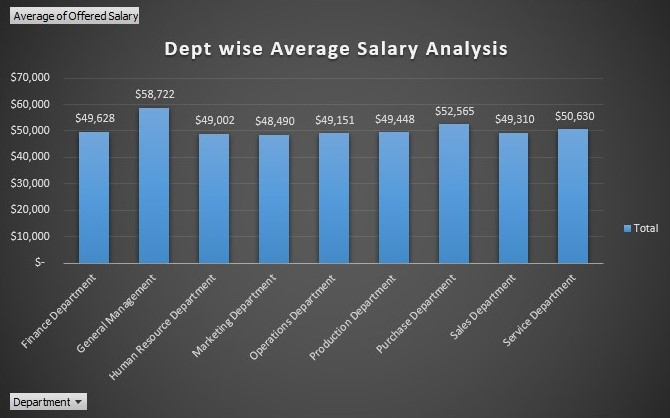 Average of Offered Salary
Dept wise Average Salary Analysis
$70,000
$60,000
$50,000
$40,000
$30,000
$20,000
$10,000
$-
$49,628
$58,722
$49,002
$48,490
$49,151
$49,448
$52,565
$49,310
$50,630
Finance Department
General Management
Human Resource Department
Marketing Department
Operations Department
Production Department
Purchase Department
Sales Department
Service Department
Total
Department